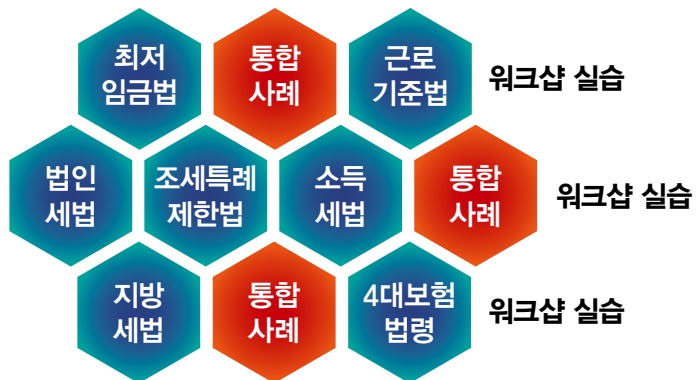 최저
임금법
통합
사례
근로
기준법
워크샵 실습
법인
세법
조세특례
제한법
소득
세법
통합
사례
워크샵 실습
지방
세법
통합
사례
4대보험
법령
워크샵 실습